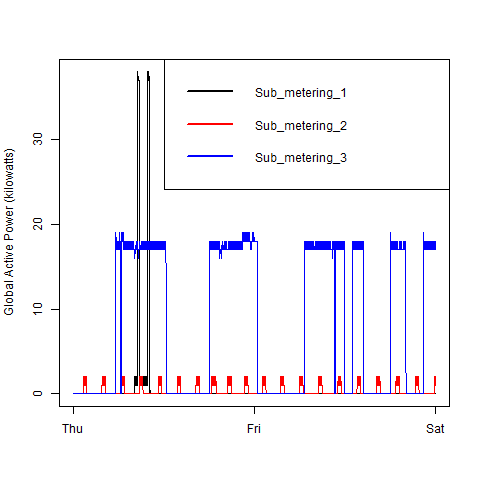 Sub_metering_1
Sub_metering_2
Sub_metering_3
Global Active Power (kilowatts)
30
20
10
0
Thu Fri Sat